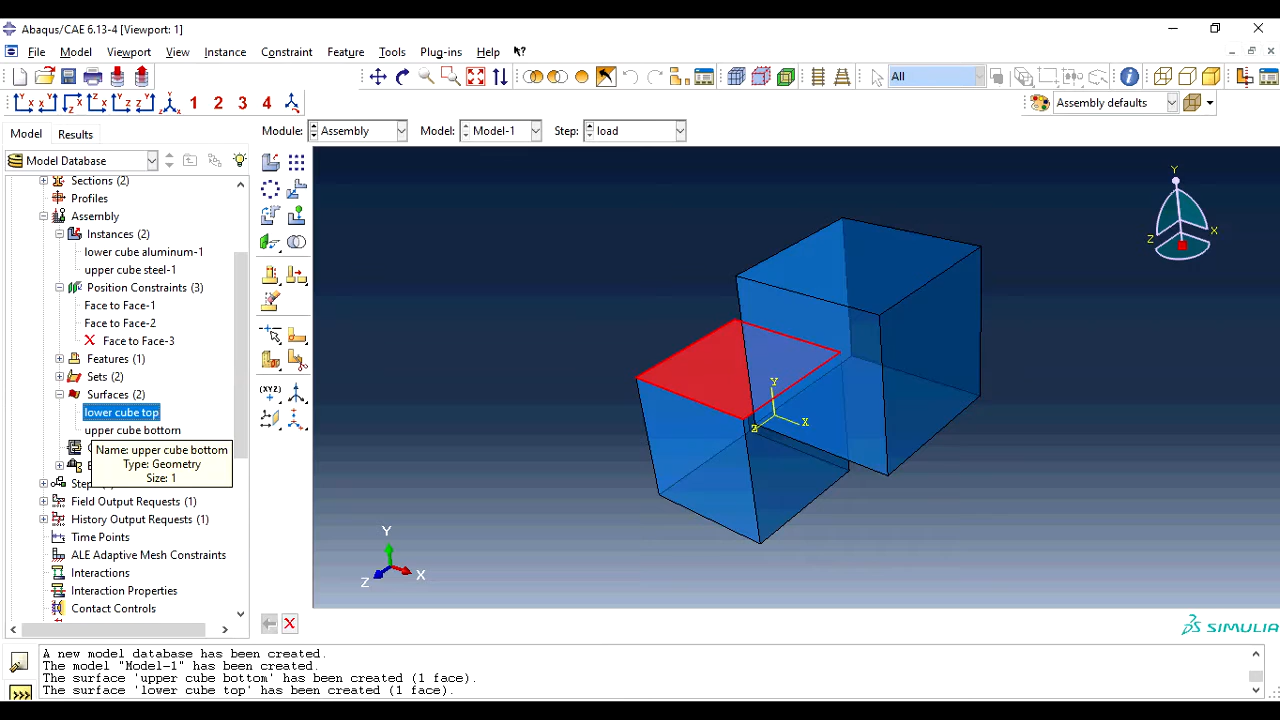 Abaqus/CAE 6.13-4 [Viewport: 1]
File Model Viewport View Instance Constraint Feature Tools Plug-ins Help
All
1 2 3 4
Assembly defaults
Model Results
Module: Assembly Model: Model-1 Step: load
Model Database
Sections (2)
Profiles
Assembly
Instances (2)
lower cube aluminum-1
upper cube steel-1
Position Constraints (3)
Face to Face-1
Face to Face-2
Face to Face-3
Features (1)
Sets (2)
Surfaces (2)
lower cube top
upper cube bottom
Name: upper cube bottom
Type: Geometry
Size: 1
Field Output Requests (1)
History Output Requests (1)
Time Points
ALE Adaptive Mesh Constraints
Interactions
Interaction Properties
Contact Controls
(XYZ)
Y
X
Z
Y
X
Z
Y
X
Z
SIMULIA
A new model database has been created.
The model "Model-1" has been created.
The surface 'upper cube bottom' has been created (1 face).
The surface 'lower cube top' has been created (1 face).
>>>